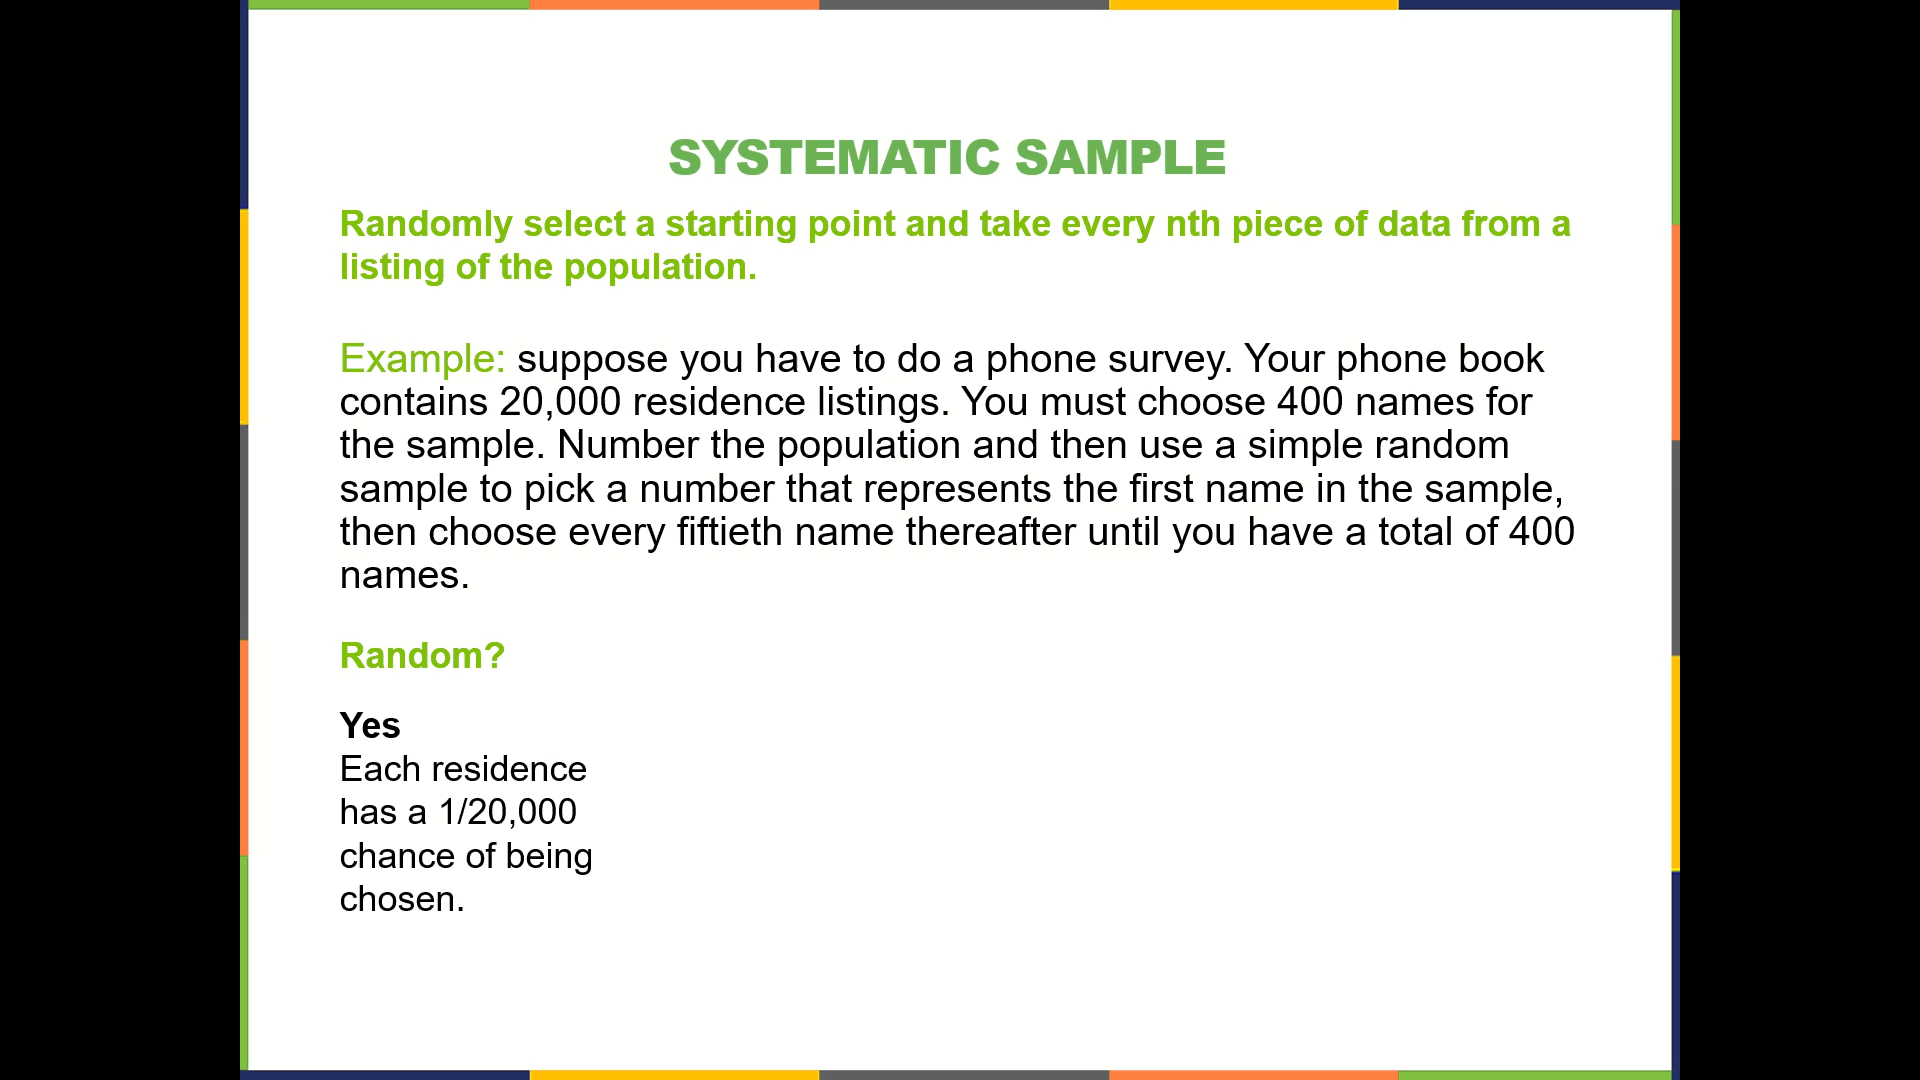 SYSTEMATIC SAMPLE
Randomly select a starting point and take every nth piece of data from a
listing of the population.
Example: suppose you have to do a phone survey. Your phone book
contains 20,000 residence listings. You must choose 400 names for
the sample. Number the population and then use a simple random
sample to pick a number that represents the first name in the sample,
then choose every fiftieth name thereafter until you have a total of 400
names.
Random?
Yes
Each residence
has a 1/20,000
chance of being
chosen.